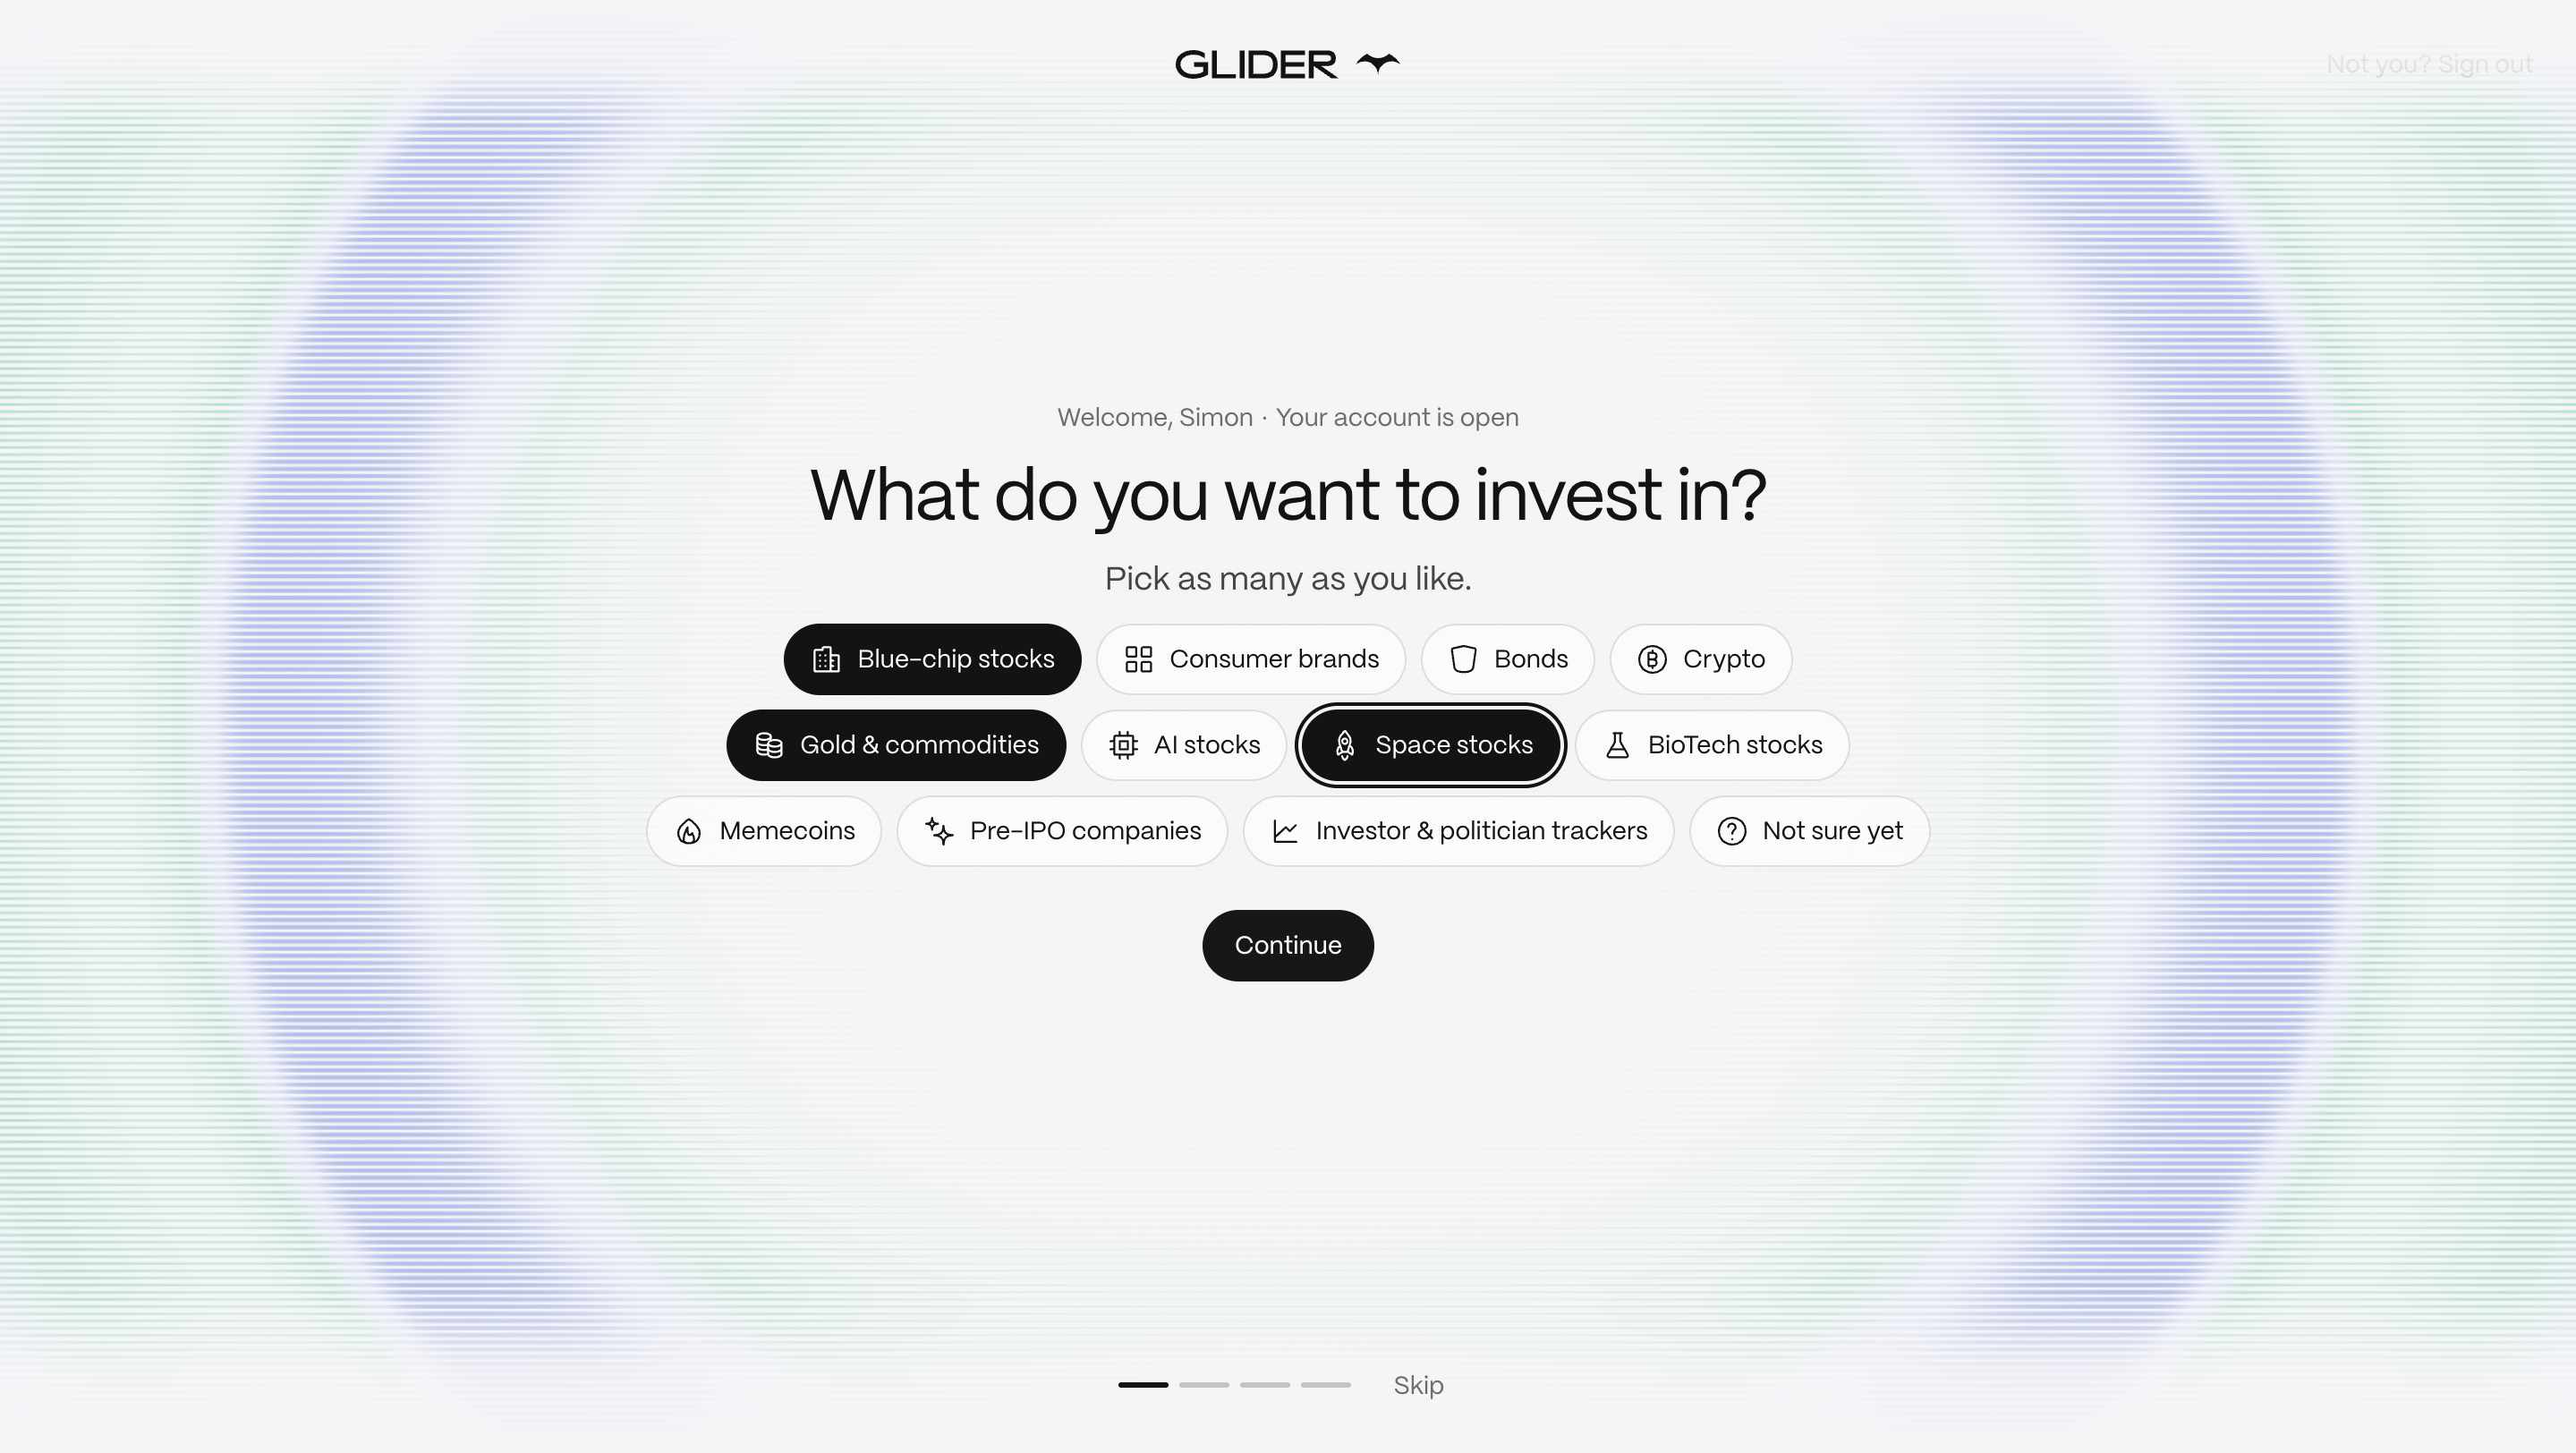 GLIDER
Not you? Sign out
Welcome, Simon · Your account is open
What do you want to invest in?
Pick as many as you like.
Blue-chip stocks
Consumer brands
Bonds
Crypto
Gold & commodities
AI stocks
Space stocks
BioTech stocks
Memecoins
Pre-IPO companies
Investor & politician trackers
Not sure yet
Continue
Skip